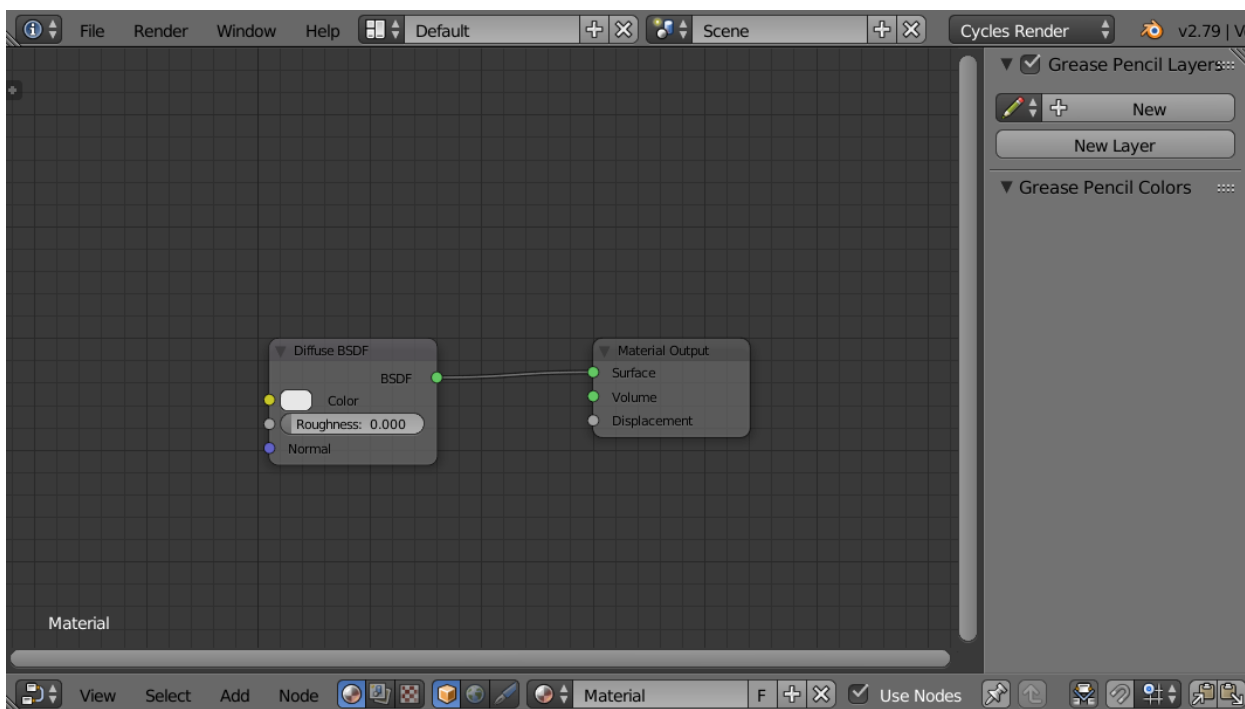 File Render Window Help Default Scene Cycles Render v2.79 |
Grease Pencil Layers
New
New Layer
Grease Pencil Colors
Diffuse BSDF
BSDF
Color
Roughness: 0.000
Normal
Material Output
Surface
Volume
Displacement
Material
View Select Add Node Material F Use Nodes